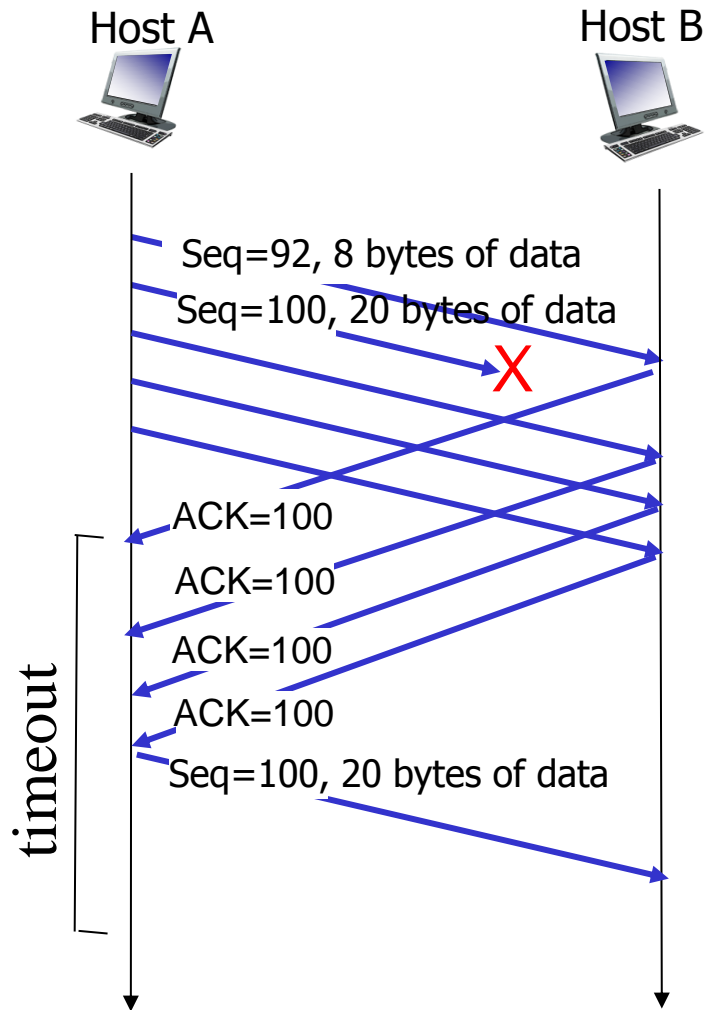 Host A
Host B
Seq=92, 8 bytes of data
Seq=100, 20 bytes of data
X
ACK=100
ACK=100
ACK=100
ACK=100
Seq=100, 20 bytes of data
timeout